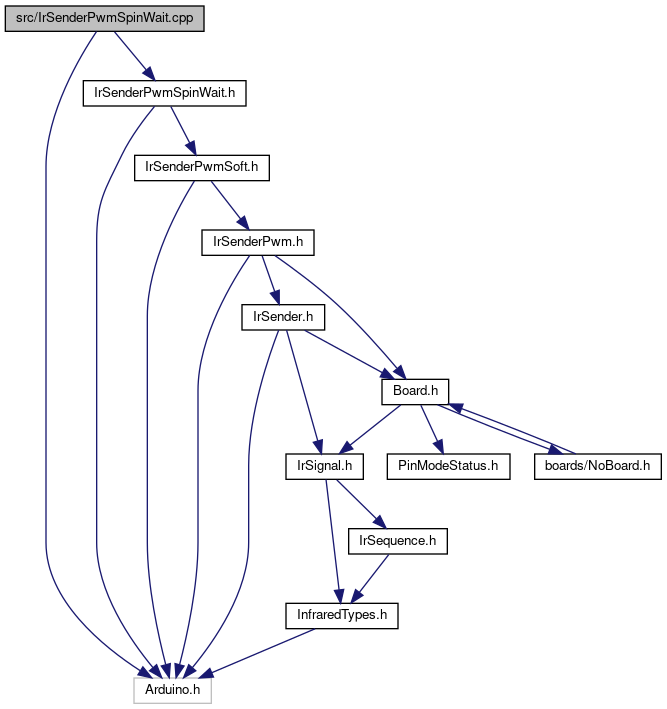 src/IrSenderPwmSpinWait.cpp
IrSenderPwmSpinWait.h
IrSenderPwmSoft.h
IrSenderPwm.h
IrSender.h
Board.h
IrSignal.h
PinModeStatus.h
boards/NoBoard.h
IrSequence.h
InfraredTypes.h
Arduino.h